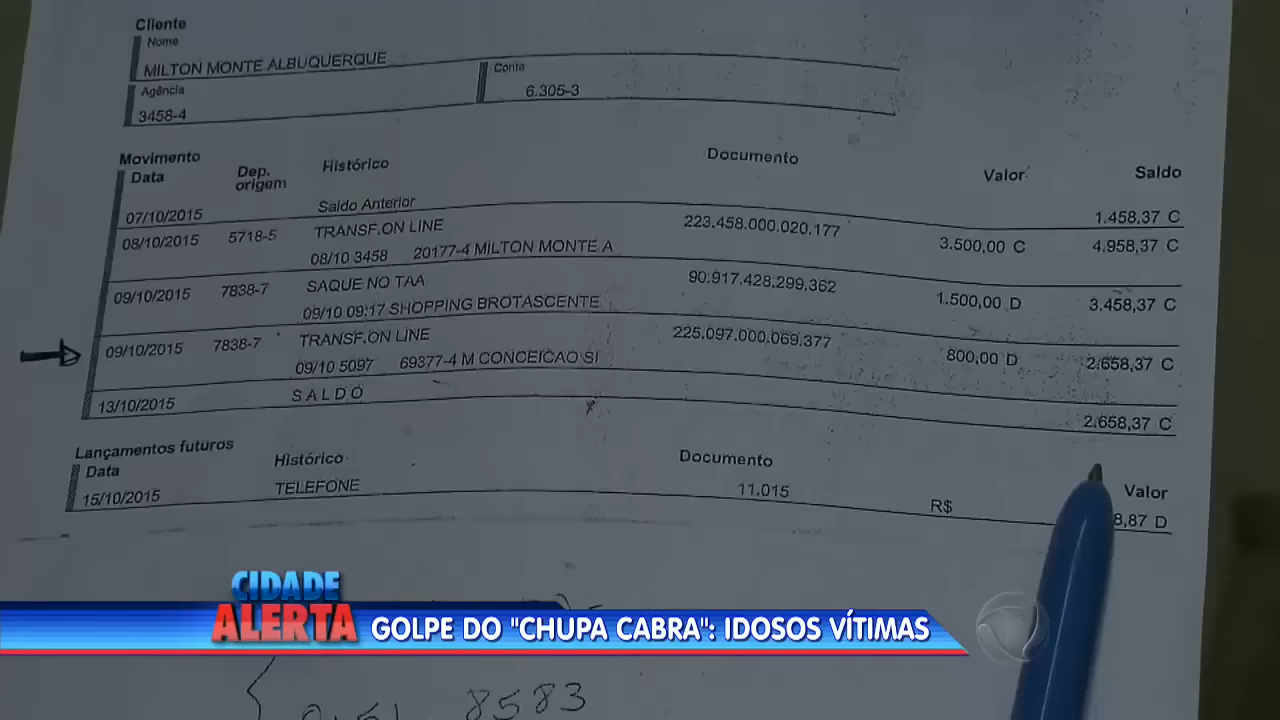 Cliente
Nome
MILTON MONTE ALBUQUERQUE
Agência Conta
3458-4 6.305-3
Movimento
Data Dep. origem Histórico Documento Valor Saldo
07/10/2015 Saldo Anterior 1.458,37 C
08/10/2015 5718-5 TRANSF.ON LINE 223.458.000.020.177 3.500,00 C 4.958,37 C
08/10 3458 20177-4 MILTON MONTE A
09/10/2015 7838-7 SAQUE NO TAA 90.917.428.299.362 1.500,00 D 3.458,37 C
09/10 09:17 SHOPPING BROTASCENTE
09/10/2015 7838-7 TRANSF.ON LINE 225.097.000.069.377 800,00 D 2.658,37 C
09/10 5097 69377-4 M CONCEICAO SI
13/10/2015 S A L D O 2.658,37 C
Lançamentos futuros
Data Histórico Documento Valor
15/10/2015 TELEFONE 11.015 R$ 8,87 D
CIDADE
ALERTA
GOLPE DO "CHUPA CABRA": IDOSOS VÍTIMAS
8583